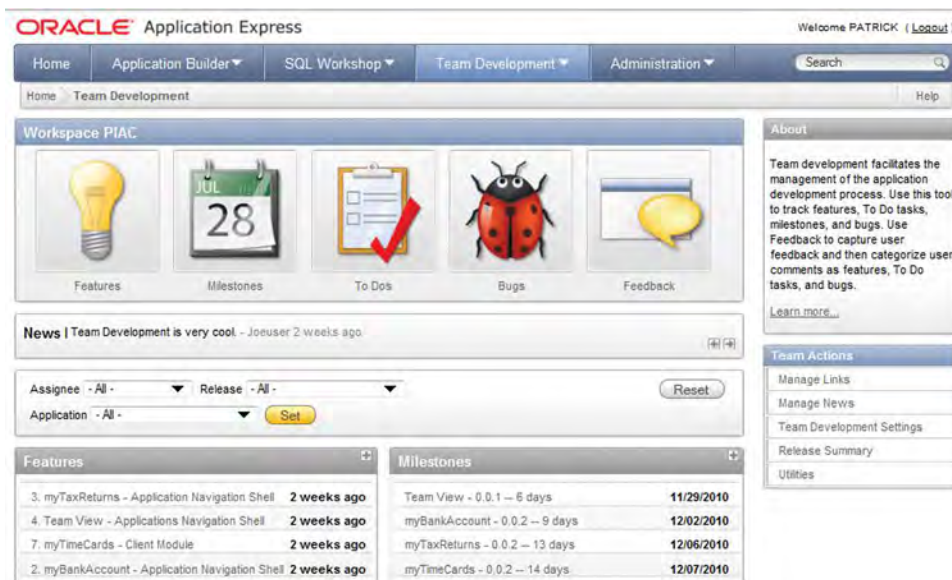 ORACLE Application Express
Welcome PATRICK ( Logout
Home Application Builder SQL Workshop Team Development Administration Search
Home Team Development Help
Workspace PIAC
JUL
28
Features Milestones To Dos Bugs Feedback
News | Team Development is very cool. - Joeuser 2 weeks ago
Assignee - All - Release - All - Reset
Application - All - Set
Features
3. myTaxReturns - Application Navigation Shell 2 weeks ago
4. Team View - Applications Navigation Shell 2 weeks ago
7. myTimeCards - Client Module 2 weeks ago
2. myBankAccount - Application Navigation Shell 2 weeks ago
Milestones
Team View - 0.0.1 -- 6 days 11/29/2010
myBankAccount - 0.0.2 -- 9 days 12/02/2010
myTaxReturns - 0.0.2 -- 13 days 12/06/2010
myTimeCards - 0.0.2 -- 14 days 12/07/2010
About
Team development facilitates the
management of the application
development process. Use this tool
to track features, To Do tasks,
milestones, and bugs. Use
Feedback to capture user
feedback and then categorize user
comments as features, To Do
tasks, and bugs.
Learn more...
Team Actions
Manage Links
Manage News
Team Development Settings
Release Summary
Utilities